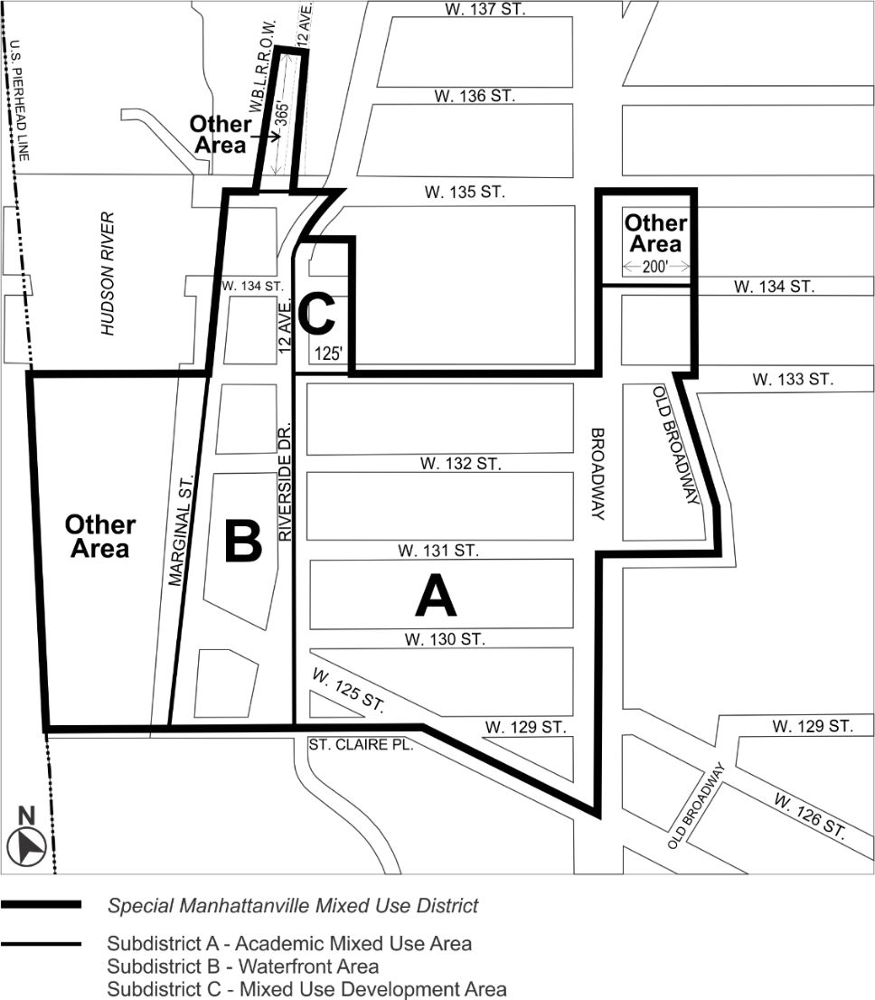 W. 137 ST.
12 AVE.
W.B.L.R.R.O.W.
U.S. PIERHEAD LINE
W. 136 ST.
365'
Other
Area
W. 135 ST.
HUDSON RIVER
Other
Area
200'
W. 134 ST.
W. 134 ST.
12 AVE.
C
125'
W. 133 ST.
OLD BROADWAY
BROADWAY
RIVERSIDE DR.
W. 132 ST.
MARGINAL ST.
Other
Area
B
W. 131 ST.
A
W. 130 ST.
W. 125 ST.
W. 129 ST.
W. 129 ST.
ST. CLAIRE PL.
OLD BROADWAY
W. 126 ST.
N
Special Manhattanville Mixed Use District
Subdistrict A - Academic Mixed Use Area
Subdistrict B - Waterfront Area
Subdistrict C - Mixed Use Development Area